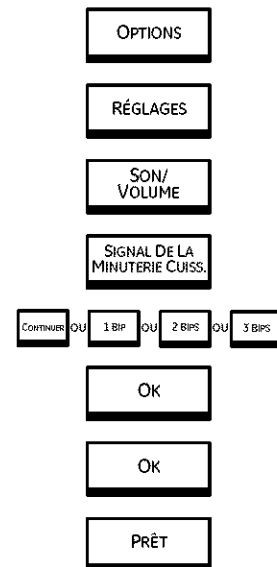 OPTIONS
RÉGLAGES
SON/
VOLUME
SIGNAL DE LA
MINUTERIE CUISS.
CONTINUER OU 1 BIP OU 2 BIPS OU 3 BIPS
OK
OK
PRÊT